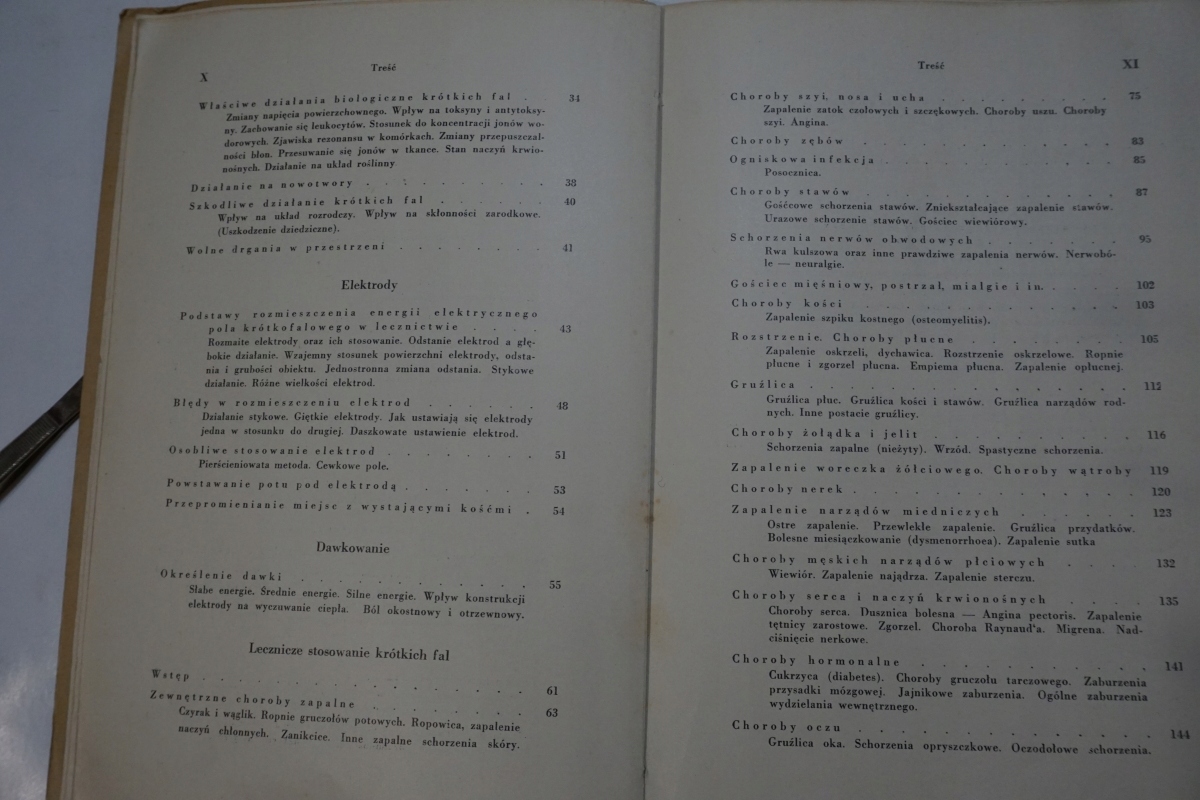 X
Treść
Właściwe działania biologiczne krótkich fal . 34
Zmiany napięcia powierzchownego. Wpływ na toksyny i antytoksy-
ny. Zachowanie się leukocytów. Stosunek do koncentracji jonów wo-
dorowych. Zjawiska rezonansu w komórkach. Zmiany przepuszczal-
ności błon. Przesuwanie się jonów w tkance. Stan naczyń krwio-
nośnych. Działanie na układ roślinny
Działanie na nowotwory . . . . . . . . . 38
Szkodliwe działanie krótkich fal . . . . . . 40
Wpływ na układ rozrodczy. Wpływ na skłonności zarodkowe.
(Uszkodzenie dziedziczne).
Wolne drgania w przestrzeni . . . . . . . . 41
Elektrody
Podstawy rozmieszczenia energii elektrycznego
pola krótkofalowego w lecznictwie . . . . 43
Rozmaite elektrody oraz ich stosowanie. Odstanie elektrod a głę-
bokie działanie. Wzajemny stosunek powierzchni elektrody, odsta-
nia i grubości obiektu. Jednostronna zmiana odstania. Stykowe
działanie. Różne wielkości elektrod.
Błędy w rozmieszczeniu elektrod . . . . . . 48
Działanie stykowe. Giętkie elektrody. Jak ustawiają się elektrody
jedna w stosunku do drugiej. Daszkowate ustawienie elektrod.
Osobliwe stosowanie elektrod . . . . . . . 51
Pierścieniowata metoda. Cewkowe pole.
Powstawanie potu pod elektrodą . . . . . . . 53
Przepromienianie miejsc z wystającymi kośćmi . 54
Dawkowanie
Określenie dawki . . . . . . . . . . . 55
Słabe energie. Średnie energie. Silne energie. Wpływ konstrukcji
elektrody na wyczuwanie ciepła. Ból okostnowy i otrzewnowy.
Lecznicze stosowanie krótkich fal
Wstęp . . . . . . . . . . . . . . . 61
Zewnętrzne choroby zapalne . . . . . . . . 63
Czyrak i wąglik. Ropnie gruczołów potowych. Ropowica, zapalenie
naczyń chłonnych. Zanikcice. Inne zapalne schorzenia skóry.
Treść
XI
Choroby szyi, nosa i ucha . . . . . . . . . 75
Zapalenie zatok czołowych i szczękowych. Choroby uszu. Choroby
szyi. Angina.
Choroby zębów . . . . . . . . . . . . 83
Ogniskowa infekcja . . . . . . . . . . . 85
Posocznica.
Choroby stawów . . . . . . . . . . . . 87
Gośćcowe schorzenia stawów. Zniekształcające zapalenie stawów.
Urazowe schorzenie stawów. Gościec wiewiórowy.
Schorzenia nerwów obwodowych . . . . . . . 95
Rwa kulszowa oraz inne prawdziwe zapalenia nerwów. Nerwobó-
le — neuralgie.
Gościec mięśniowy, postrzał, mialgie i in. . . . . 102
Choroby kości . . . . . . . . . . . . 103
Zapalenie szpiku kostnego (osteomyelitis).
Rozstrzenie. Choroby płucne . . . . . . . . 105
Zapalenie oskrzeli, dychawica. Rozstrzenie oskrzelowe. Ropnie
płucne i zgorzel płucna. Empiema płucna. Zapalenie opłucnej.
Gruźlica . . . . . . . . . . . . . . 112
Gruźlica płuc. Gruźlica kości i stawów. Gruźlica narządów rod-
nych. Inne postacie gruźlicy.
Choroby żołądka i jelit . . . . . . . . . . 116
Schorzenia zapalne (nieżyty). Wrzód. Spastyczne schorzenia.
Zapalenie woreczka żółciowego. Choroby wątroby 119
Choroby nerek . . . . . . . . . . . . . 120
Zapalenie narządów miedniczych . . . . . . 123
Ostre zapalenie. Przewlekłe zapalenie. Gruźlica przydatków.
Bolesne miesiączkowanie (dysmenorrhoea). Zapalenie sutka
Choroby męskich narządów płciowych . . . . . 132
Wiewiór. Zapalenie najądrza. Zapalenie sterczu.
Choroby serca i naczyń krwionośnych . . . . 135
Choroby serca. Dusznica bolesna — Angina pectoris. Zapalenie
tętnicy zarostowe. Zgorzel. Choroba Raynaud'a. Migrena. Nad-
ciśnięcie nerkowe.
Choroby hormonalne . . . . . . . . . . . 141
Cukrzyca (diabetes). Choroby gruczołu tarczowego. Zaburzenia
przysadki mózgowej. Jajnikowe zaburzenia. Ogólne zaburzenia
wydzielania wewnętrznego.
Choroby oczu . . . . . . . . . . . . . 144
Gruźlica oka. Schorzenia opryszczkowe. Oczodołowe schorzenia.